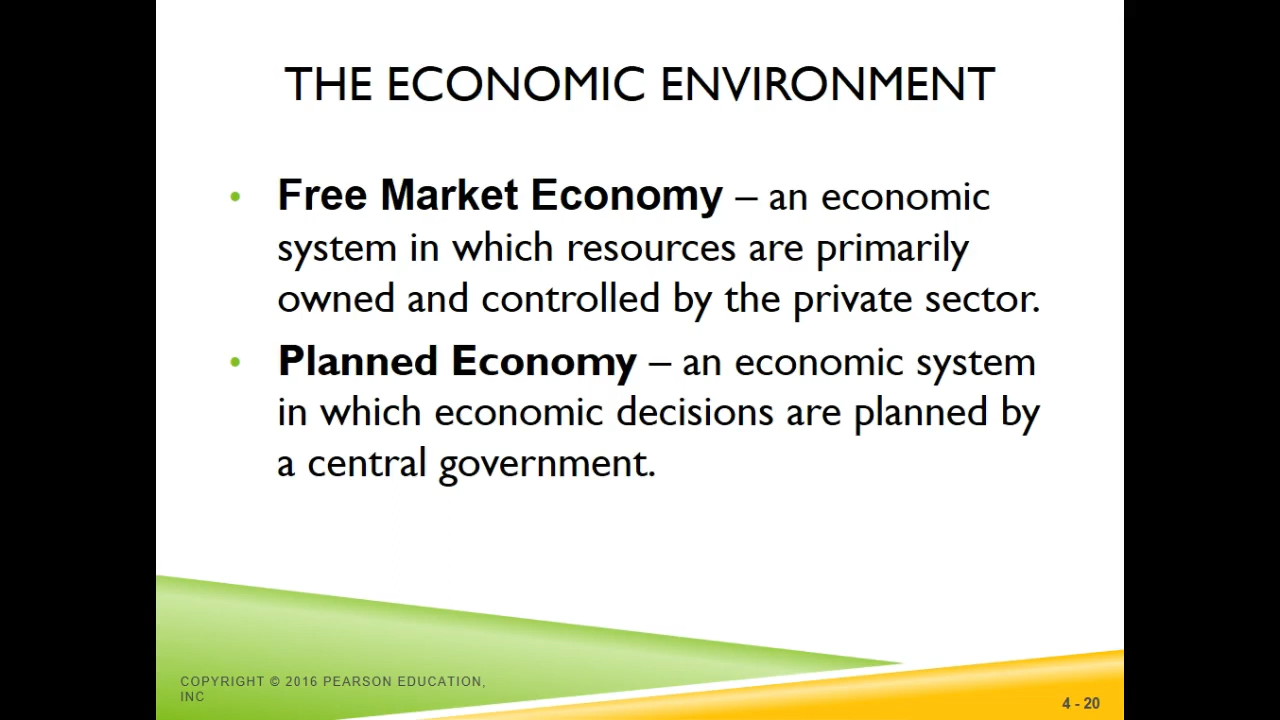 THE ECONOMIC ENVIRONMENT
• Free Market Economy – an economic
system in which resources are primarily
owned and controlled by the private sector.
• Planned Economy – an economic system
in which economic decisions are planned by
a central government.
COPYRIGHT © 2016 PEARSON EDUCATION,
INC
4 - 20